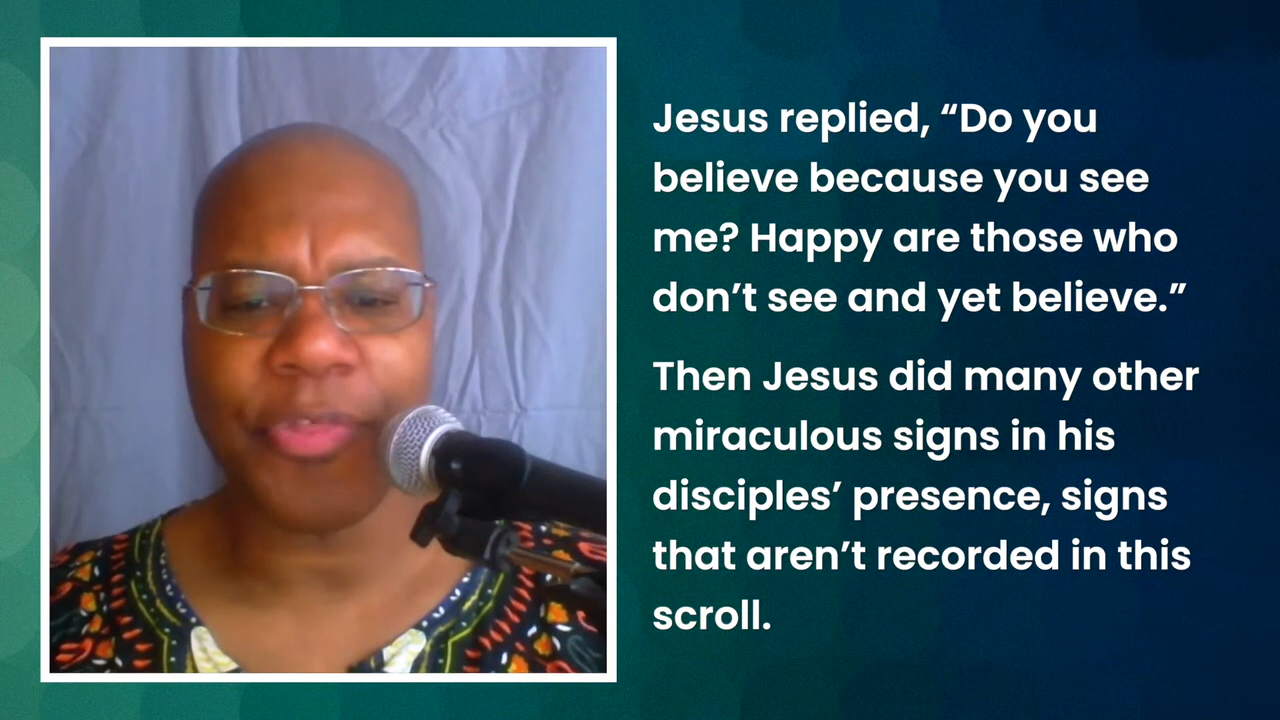 Jesus replied, “Do you
believe because you see
me? Happy are those who
don’t see and yet believe.”
Then Jesus did many other
miraculous signs in his
disciples’ presence, signs
that aren’t recorded in this
scroll.